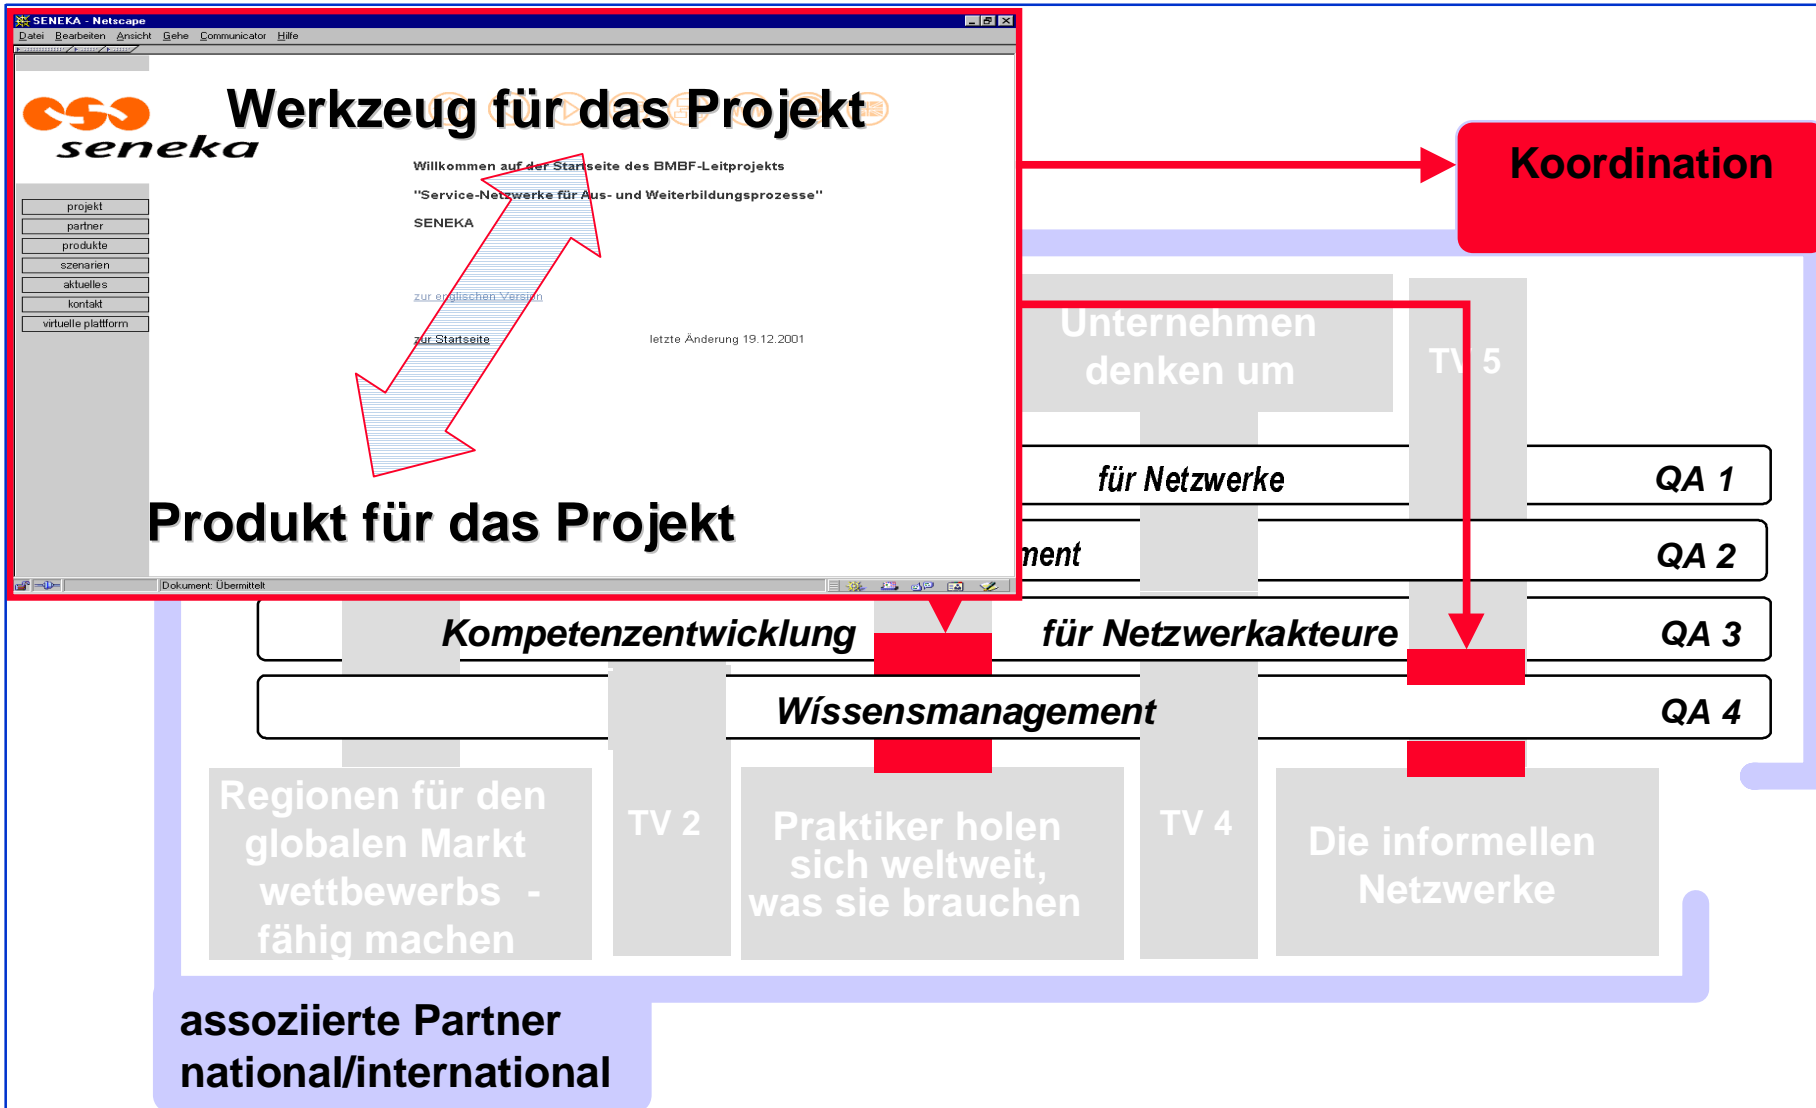 SENEKA - Netscape
Datei Bearbeiten Ansicht Gehe Communicator Hilfe
Werkzeug für das Projekt
seneka
Willkommen auf der Startseite des BMBF-Leitprojekts
"Service-Netzwerke für Aus- und Weiterbildungsprozesse"
SENEKA
projekt
partner
produkte
szenarien
aktuelles
kontakt
virtuelle plattform
zur englischen Version
zur Startseite
letzte Änderung 19.12.2001
Produkt für das Projekt
Dokument: Übermittelt
Koordination
Unternehmen
denken um
TV 5
für Netzwerke QA 1
ment QA 2
Kompetenzentwicklung für Netzwerkakteure QA 3
Wíssensmanagement QA 4
Regionen für den
globalen Markt
wettbewerbs -
fähig machen
TV 2
Praktiker holen
sich weltweit,
was sie brauchen
TV 4
Die informellen
Netzwerke
assoziierte Partner
national/international